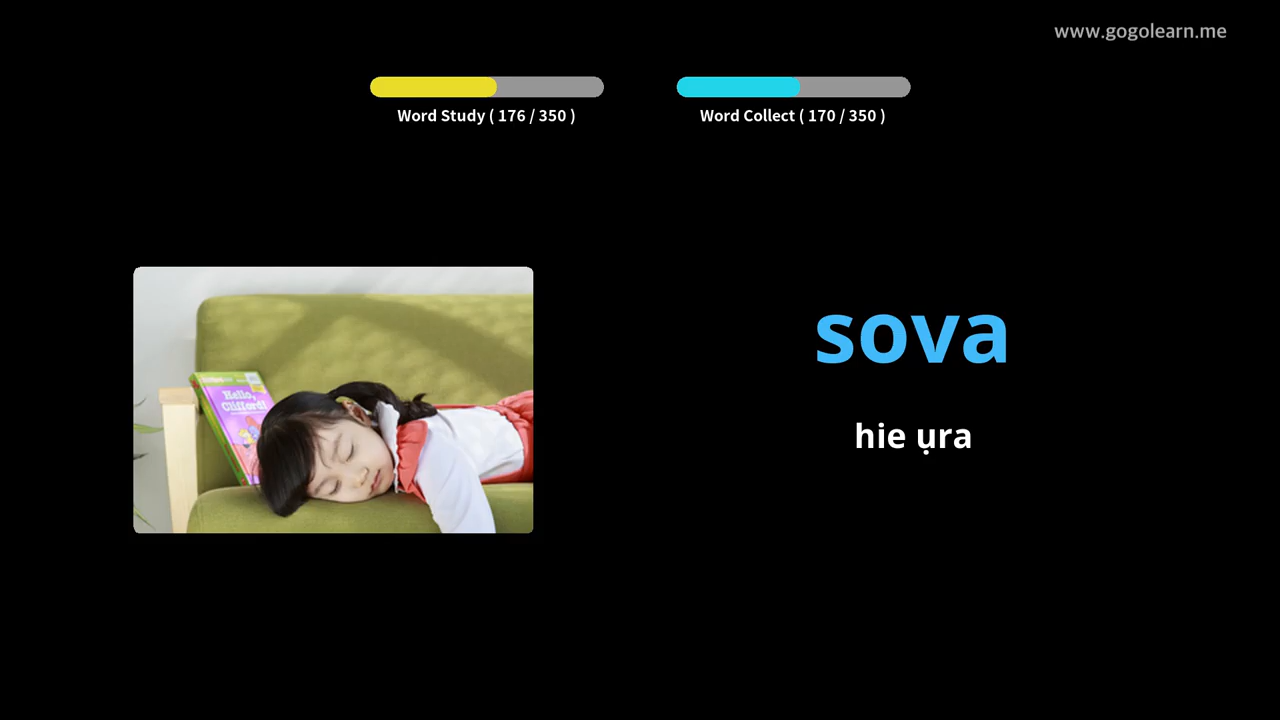 www.gogolearn.me
Word Study ( 176 / 350 )
Word Collect ( 170 / 350 )
sova
hie ụra
Hello,
Clifford!